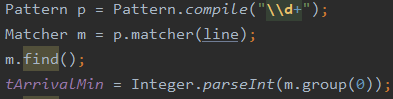 Pattern p = Pattern.compile("\\d+");
Matcher m = p.matcher(line);
m.find();
tArrivalMin = Integer.parseInt(m.group(0));